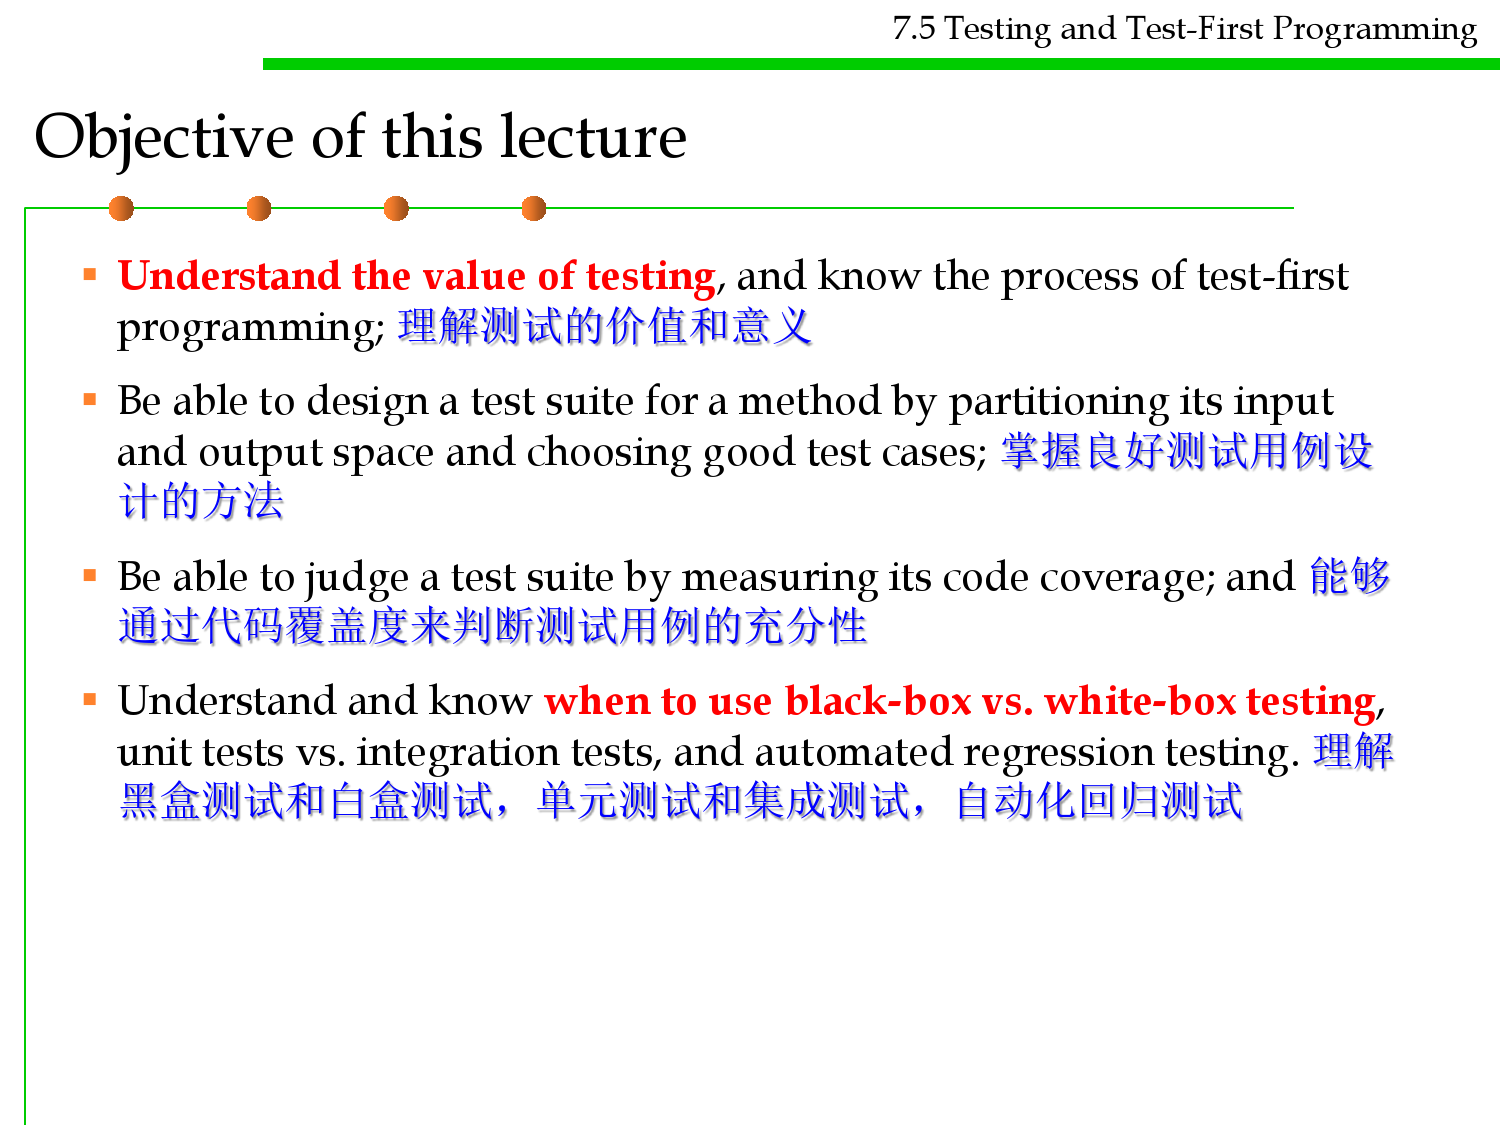 7.5 Testing and Test-First Programming
Objective of this lecture
▪ Understand the value of testing, and know the process of test-first
programming; 理解测试的价值和意义
▪ Be able to design a test suite for a method by partitioning its input
and output space and choosing good test cases; 掌握良好测试用例设
计的方法
▪ Be able to judge a test suite by measuring its code coverage; and 能够
通过代码覆盖度来判断测试用例的充分性
▪ Understand and know when to use black-box vs. white-box testing,
unit tests vs. integration tests, and automated regression testing. 理解
黑盒测试和白盒测试，单元测试和集成测试，自动化回归测试